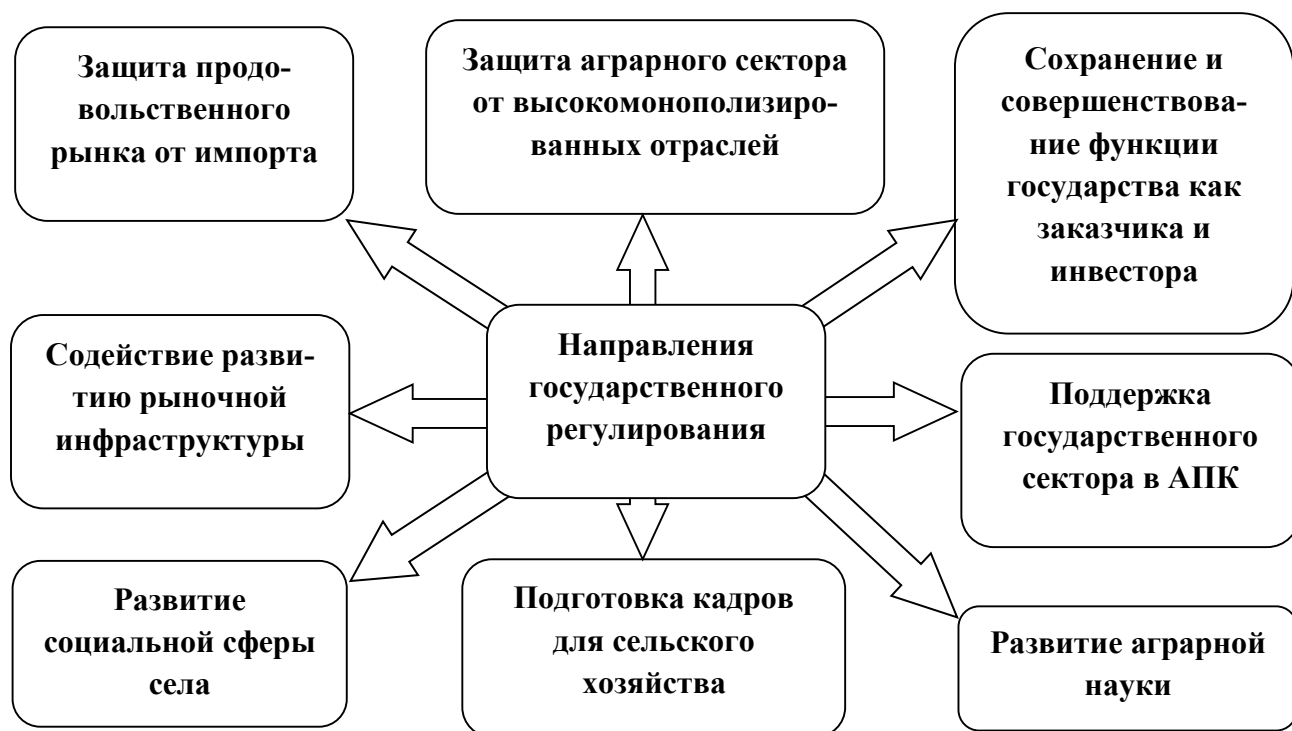 Защита продо-
вольственного
рынка от импорта
Защита аграрного сектора
от высокомонополизиро-
ванных отраслей
Сохранение и
совершенствова-
ние функции
государства как
заказчика и
инвестора
Содействие разви-
тию рыночной
инфраструктуры
Направления
государственного
регулирования
Поддержка
государственного
сектора в АПК
Развитие
социальной сферы
села
Подготовка кадров
для сельского
хозяйства
Развитие аграрной
науки